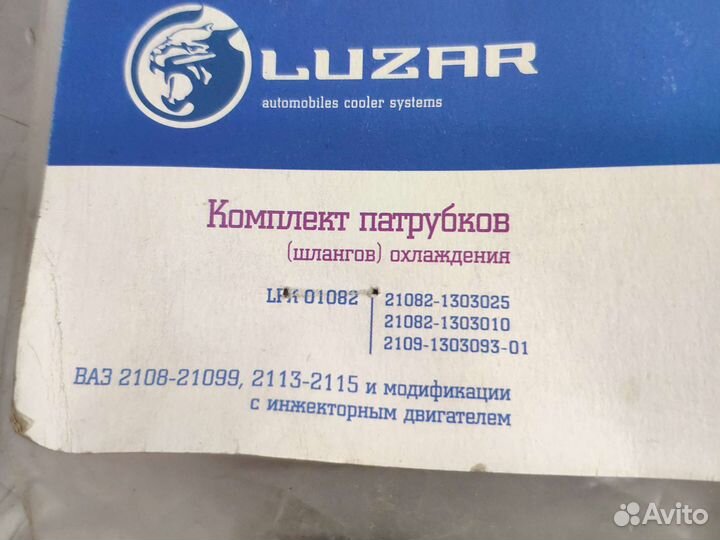 LUZAR
automobiles cooler systems
Комплект патрубков
(шлангов) охлаждения
01082
21082-1303025
21082-1303010
2109-1303093-01
ВАЗ 2108-21099, 2113-2115 и модификации
с инжекторным двигателем
Avito